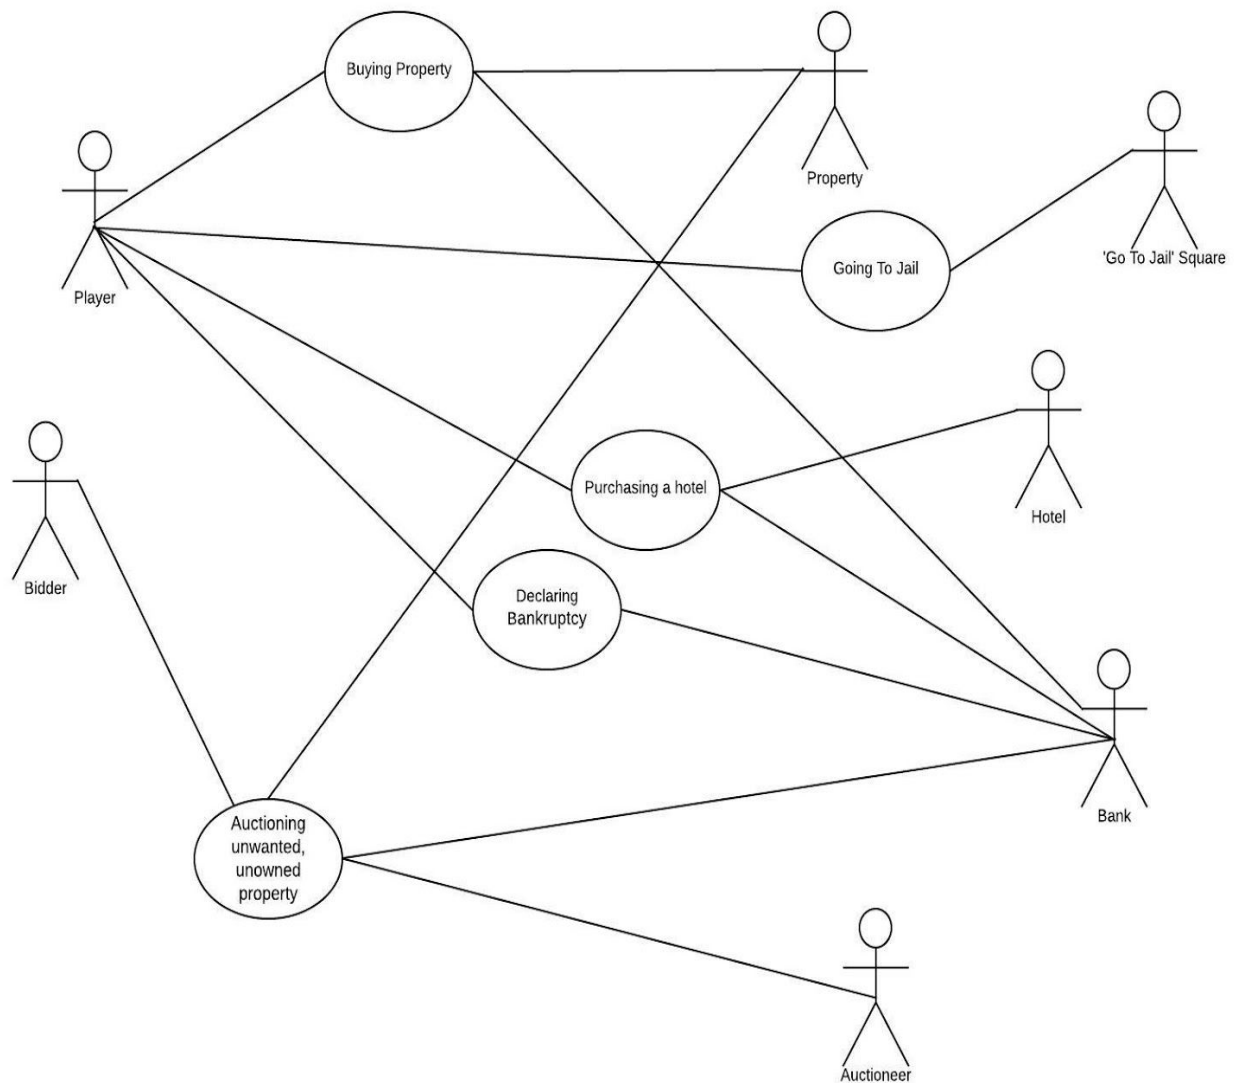 Buying Property
Property
Player
Going To Jail
'Go To Jail' Square
Purchasing a hotel
Hotel
Bidder
Declaring
Bankruptcy
Bank
Auctioning
unwanted,
unowned
property
Auctioneer